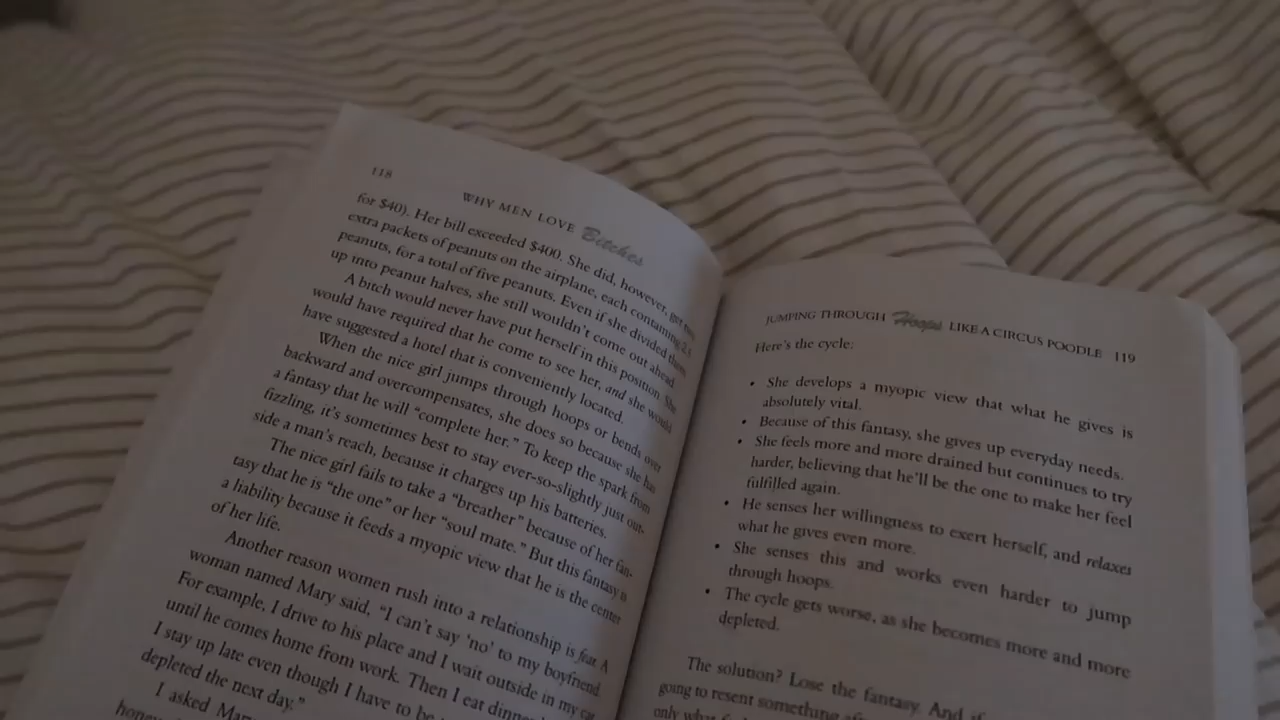 118
WHY MEN LOVE Bitches
for $40). Her bill exceeded $400. She did, however, get two
extra packets of peanuts on the airplane, each containing 2.5
peanuts, for a total of five peanuts. Even if she divided them
up into peanut halves, she still wouldn't come out ahead.
A bitch would never have put herself in this position. She
would have required that he come to see her, and she would
have suggested a hotel that is conveniently located.
When the nice girl jumps through hoops or bends over
backward and overcompensates, she does so because she has
a fantasy that he will "complete her." To keep the spark from
fizzling, it's sometimes best to stay ever-so-slightly just out-
side a man's reach, because it charges up his batteries.
The nice girl fails to take a "breather" because of her fan-
tasy that he is "the one" or her "soul mate." But this fantasy is
a liability because it feeds a myopic view that he is the center
of her life.
Another reason women rush into a relationship is fear. A
woman named Mary said, "I can't say 'no' to my boyfriend.
For example, I drive to his place and I wait outside in my car
until he comes home from work. Then I eat dinner
I stay up late even though I have to be
depleted the next day."
I asked Mary
JUMPING THROUGH Hoops LIKE A CIRCUS POODLE 119
Here's the cycle:
• She develops a myopic view that what he gives is
absolutely vital.
• Because of this fantasy, she gives up everyday needs.
• She feels more and more drained but continues to try
harder, believing that he'll be the one to make her feel
fulfilled again.
• He senses her willingness to exert herself, and relaxes
what he gives even more.
• She senses this and works even harder to jump
through hoops.
• The cycle gets worse, as she becomes more and more
depleted.
The solution? Lose the fantasy. And if
going to resent something
only what